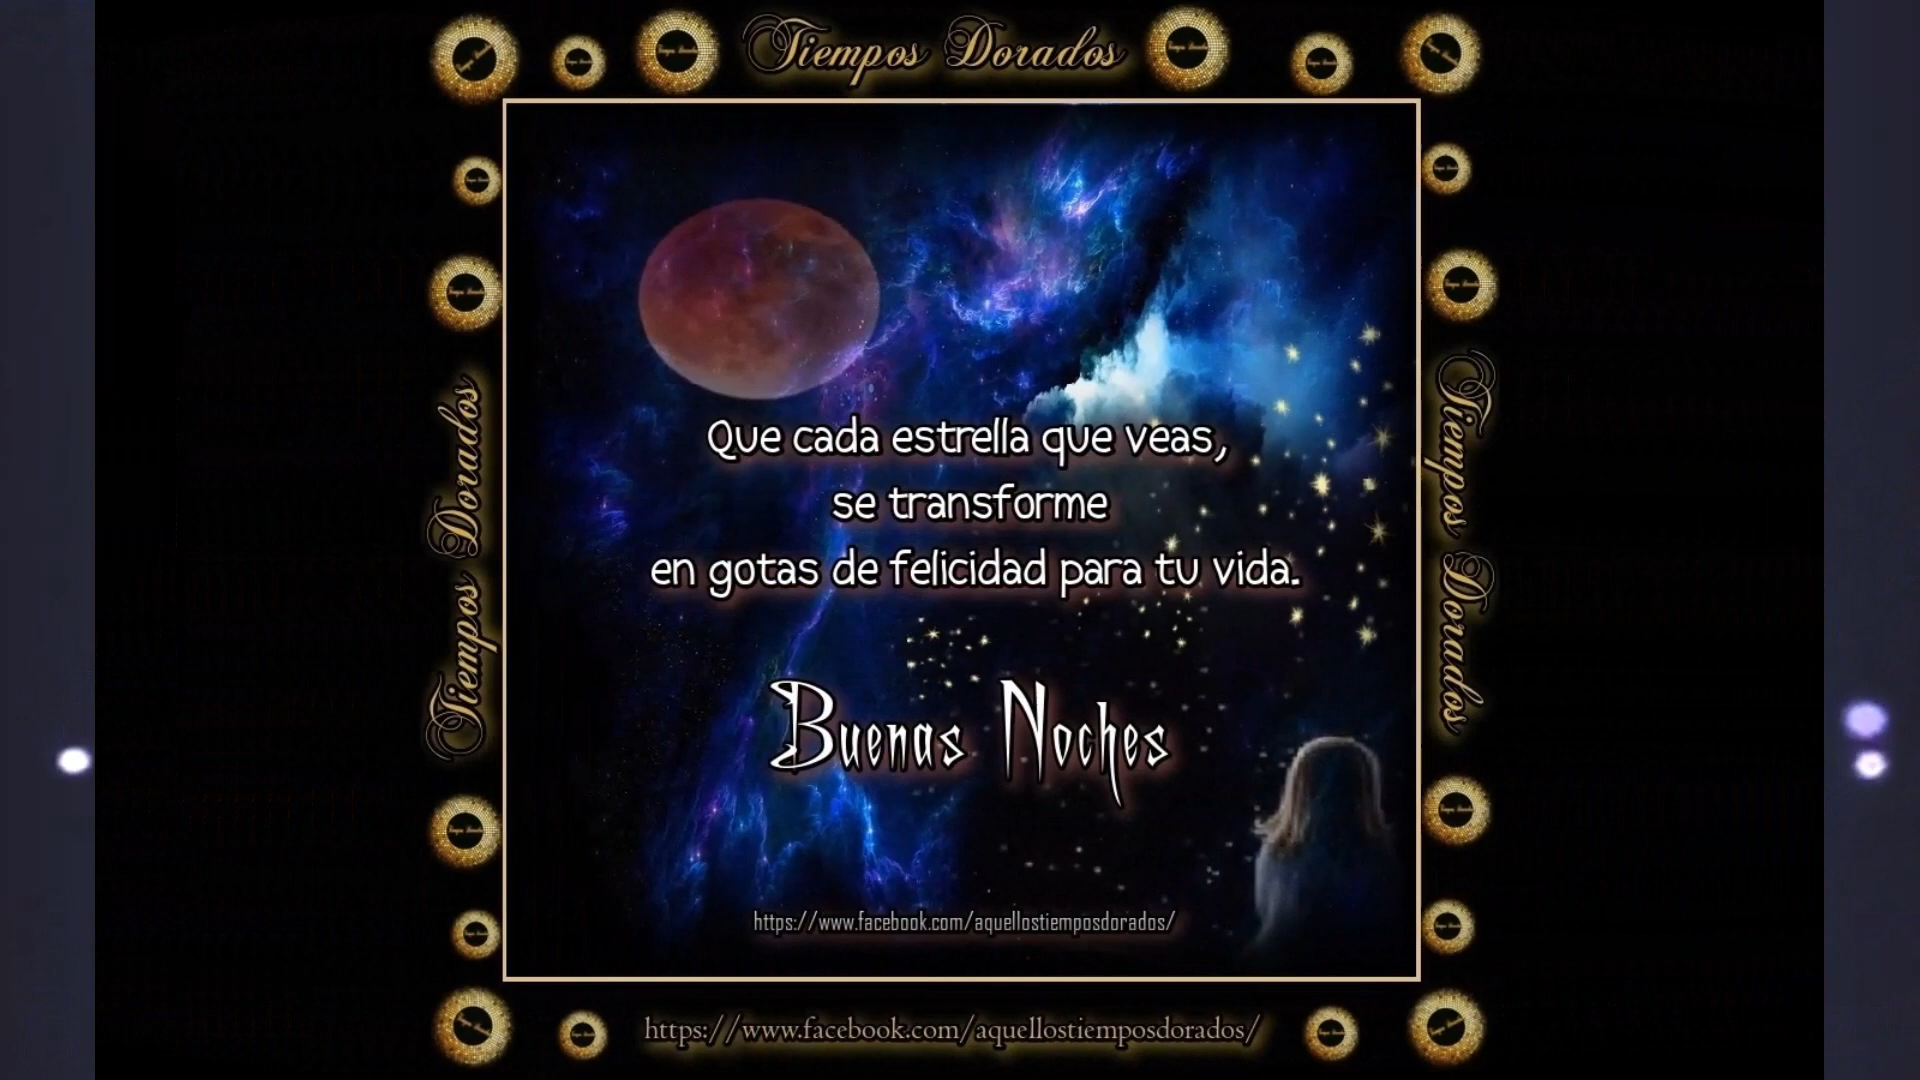 Tiempos Dorados
Tiempos Dorados
Tiempos Dorados
Que cada estrella que veas,
se transforme
en gotas de felicidad para tu vida.
Buenas Noches
https://www.facebook.com/aquellostiemposdorados/
https://www.facebook.com/aquellostiemposdorados/